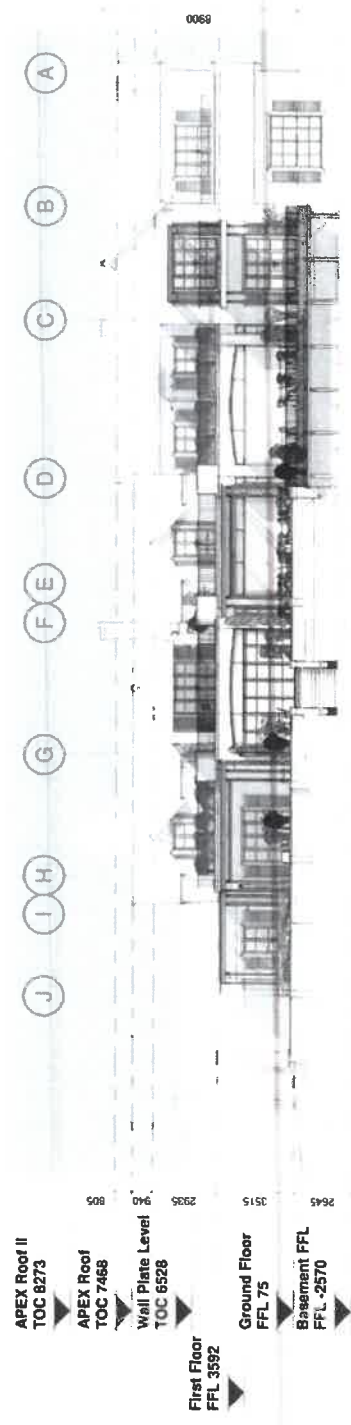 J
I
H
G
F
E
D
C
B
A
APEX Roof II
TOC 8273
APEX Roof
TOC 7468
Wall Plate Level
TOC 6528
First Floor
FFL 3592
Ground Floor
FFL 75
Basement FFL
FFL -2570
805
940
2935
3515
2645
8900